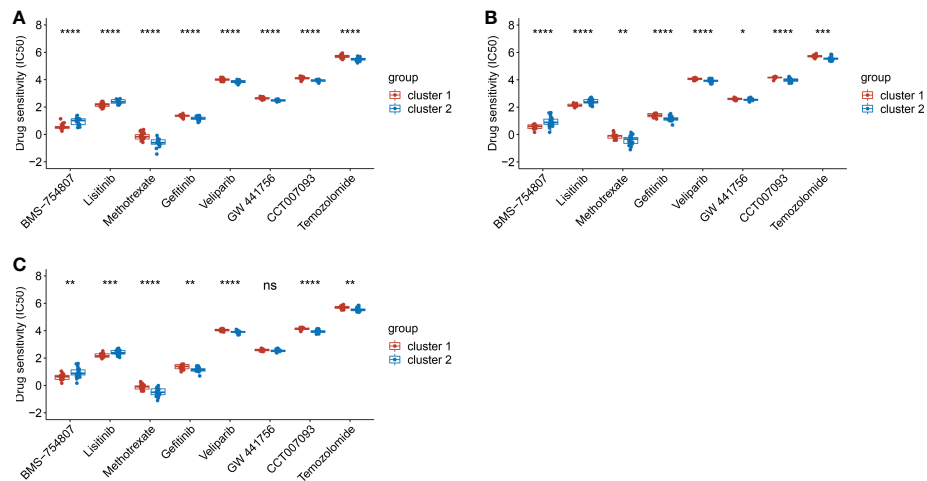 A
Drug sensitivity (IC50)
8
6
4
2
0
−2
**** **** **** **** **** **** **** ****
BMS−754807
Lisitinib
Methotrexate
Gefitinib
Veliparib
GW 441756
CCT007093
Temozolomide
group
cluster 1
cluster 2
B
Drug sensitivity (IC50)
8
6
4
2
0
−2
**** **** ** **** **** * **** ***
BMS−754807
Lisitinib
Methotrexate
Gefitinib
Veliparib
GW 441756
CCT007093
Temozolomide
group
cluster 1
cluster 2
C
Drug sensitivity (IC50)
8
6
4
2
0
−2
** *** **** ** **** ns **** **
BMS−754807
Lisitinib
Methotrexate
Gefitinib
Veliparib
GW 441756
CCT007093
Temozolomide
group
cluster 1
cluster 2